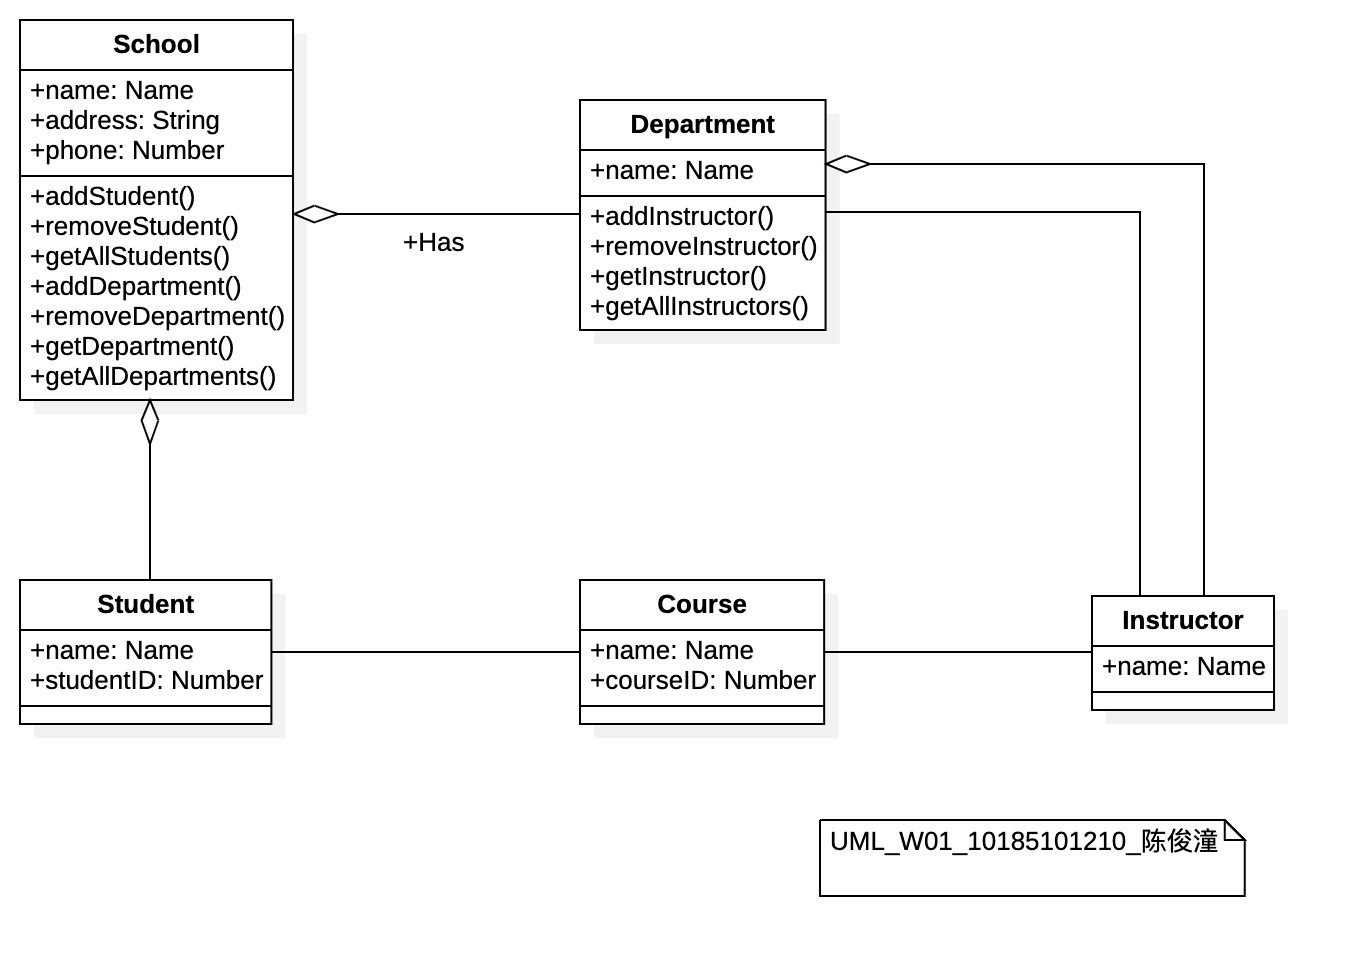 School
+name: Name
+address: String
+phone: Number
+addStudent()
+removeStudent()
+getAllStudents()
+addDepartment()
+removeDepartment()
+getDepartment()
+getAllDepartments()
+Has
Department
+name: Name
+addInstructor()
+removeInstructor()
+getInstructor()
+getAllInstructors()
Student
+name: Name
+studentID: Number
Course
+name: Name
+courseID: Number
Instructor
+name: Name
UML_W01_10185101210_陈俊潼